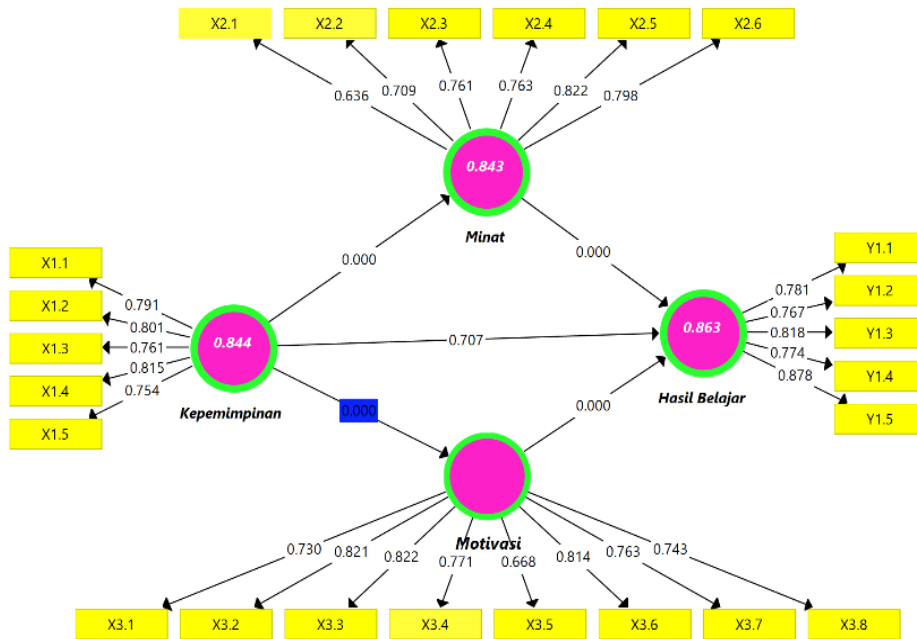 X2.1 X2.2 X2.3 X2.4 X2.5 X2.6
0.636 0.709 0.761 0.763 0.822 0.798
0.843
Minat
0.000 0.000
X1.1
X1.2
X1.3
X1.4
X1.5
0.791
0.801
0.761
0.815
0.754
0.844
Kepemimpinan
0.707
0.000 0.000
0.863
Hasil Belajar
0.781
0.767
0.818
0.774
0.878
Y1.1
Y1.2
Y1.3
Y1.4
Y1.5
Motivasi
0.730 0.821 0.822 0.771 0.668 0.814 0.763 0.743
X3.1 X3.2 X3.3 X3.4 X3.5 X3.6 X3.7 X3.8